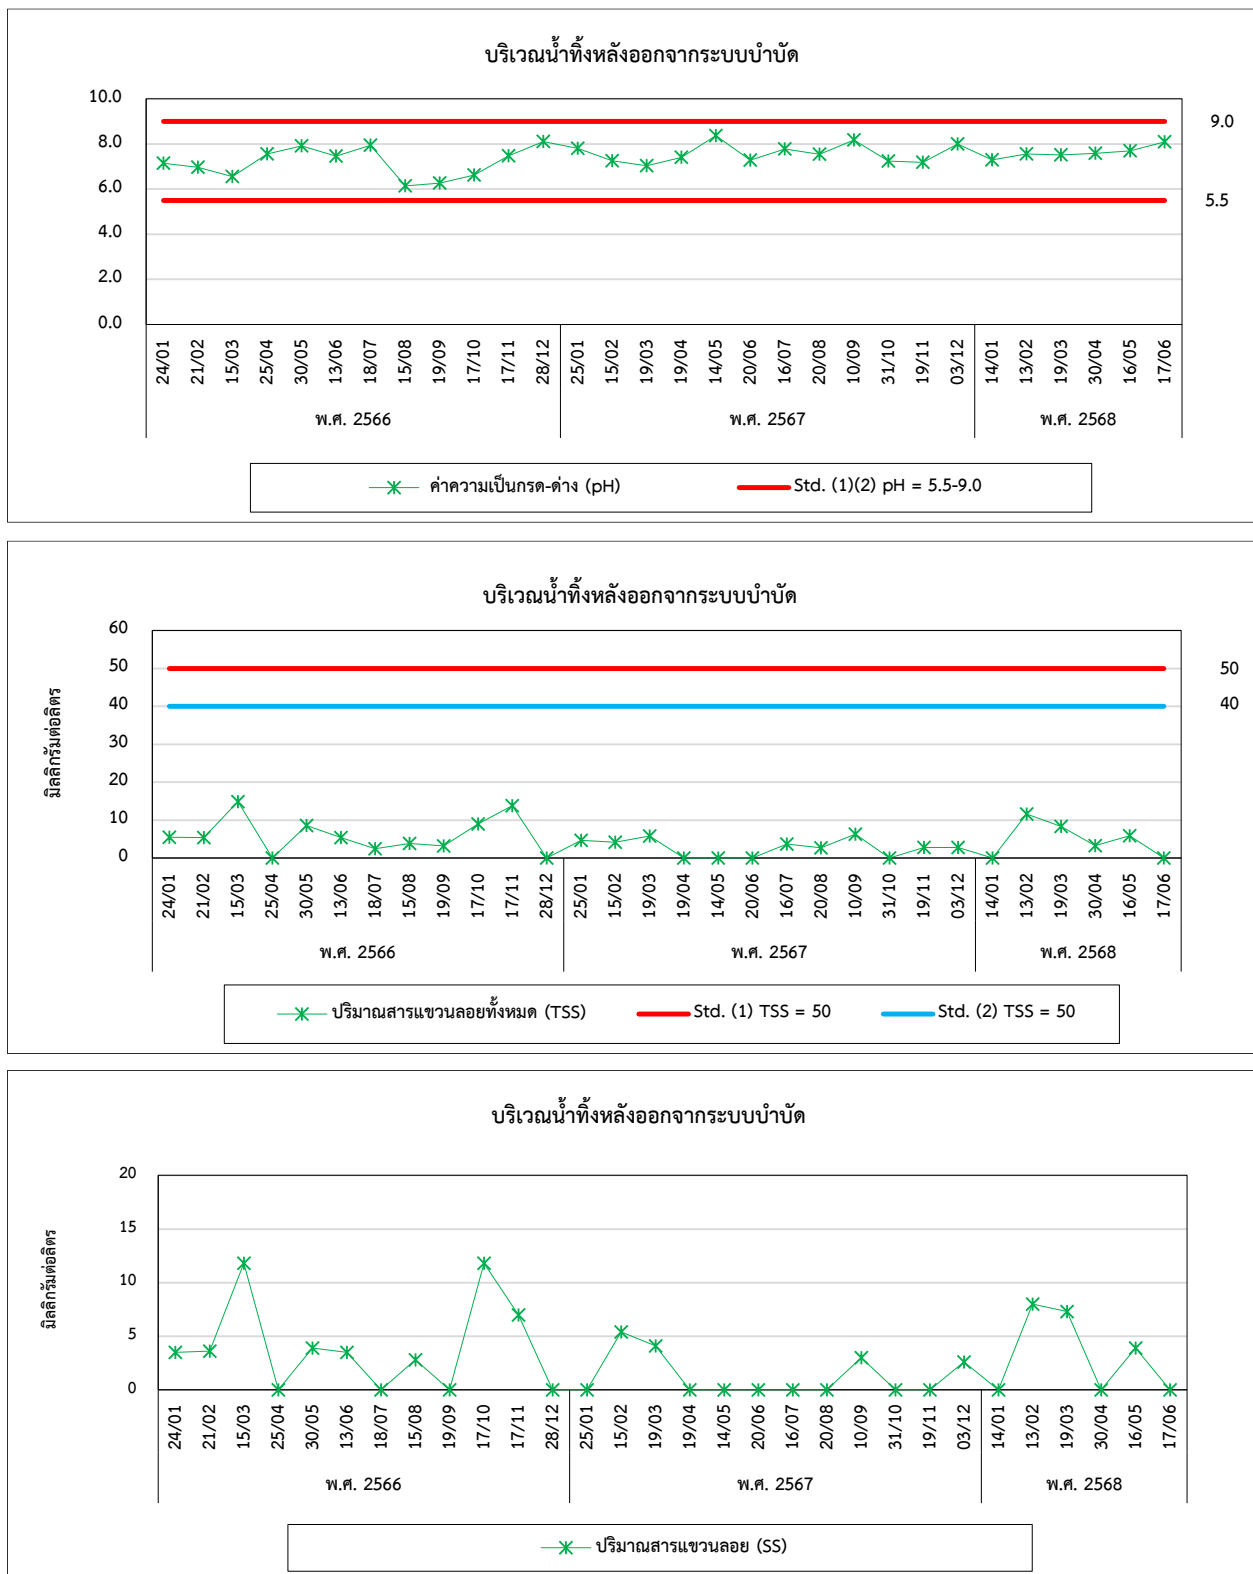 บริเวณน้ำทิ้งหลังออกจากระบบบำบัด
10.0
8.0
6.0
4.0
2.0
0.0
9.0
5.5
24/01 21/02 15/03 25/04 30/05 13/06 18/07 15/08 19/09 17/10 17/11 28/12 25/01 15/02 19/03 19/04 14/05 20/06 16/07 20/08 10/09 31/10 19/11 03/12 14/01 13/02 19/03 30/04 16/05 17/06
พ.ศ. 2566 พ.ศ. 2567 พ.ศ. 2568
ค่าความเป็นกรด-ด่าง (pH) Std. (1)(2) pH = 5.5-9.0
บริเวณน้ำทิ้งหลังออกจากระบบบำบัด
มิลลิกรัมต่อลิตร
60
50
40
30
20
10
0
50
40
24/01 21/02 15/03 25/04 30/05 13/06 18/07 15/08 19/09 17/10 17/11 28/12 25/01 15/02 19/03 19/04 14/05 20/06 16/07 20/08 10/09 31/10 19/11 03/12 14/01 13/02 19/03 30/04 16/05 17/06
พ.ศ. 2566 พ.ศ. 2567 พ.ศ. 2568
ปริมาณสารแขวนลอยทั้งหมด (TSS) Std. (1) TSS = 50 Std. (2) TSS = 50
บริเวณน้ำทิ้งหลังออกจากระบบบำบัด
มิลลิกรัมต่อลิตร
20
15
10
5
0
24/01 21/02 15/03 25/04 30/05 13/06 18/07 15/08 19/09 17/10 17/11 28/12 25/01 15/02 19/03 19/04 14/05 20/06 16/07 20/08 10/09 31/10 19/11 03/12 14/01 13/02 19/03 30/04 16/05 17/06
พ.ศ. 2566 พ.ศ. 2567 พ.ศ. 2568
ปริมาณสารแขวนลอย (SS)